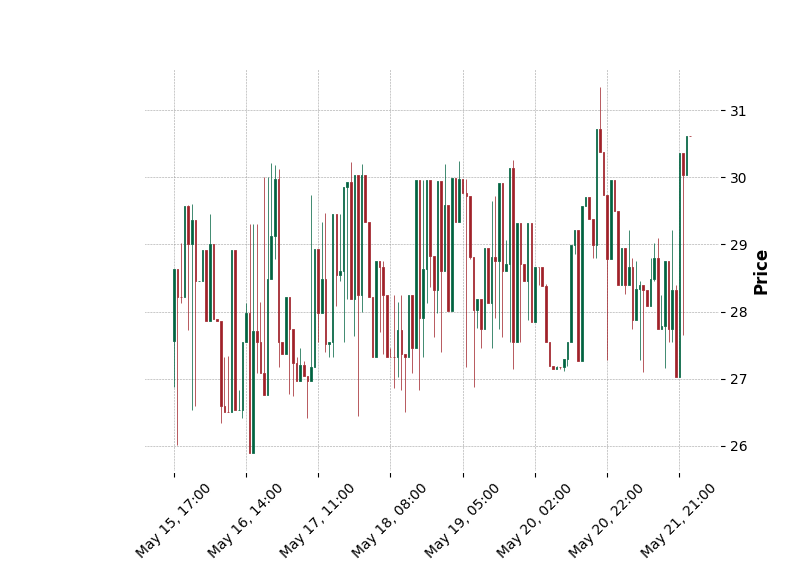 31
30
29
28
27
26
Price
May 15, 17:00
May 16, 14:00
May 17, 11:00
May 18, 08:00
May 19, 05:00
May 20, 02:00
May 20, 22:00
May 21, 21:00